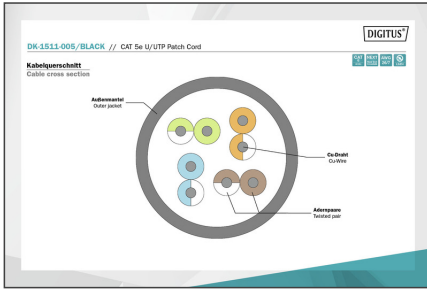 DIGITUS®
DK-1511-005/BLACK // CAT 5e U/UTP Patch Cord
Kabelquerschnitt
Cable cross section
Außenmantel
Outer jacket
Cu-Draht
Cu-Wire
Aderspaare
Twisted pair